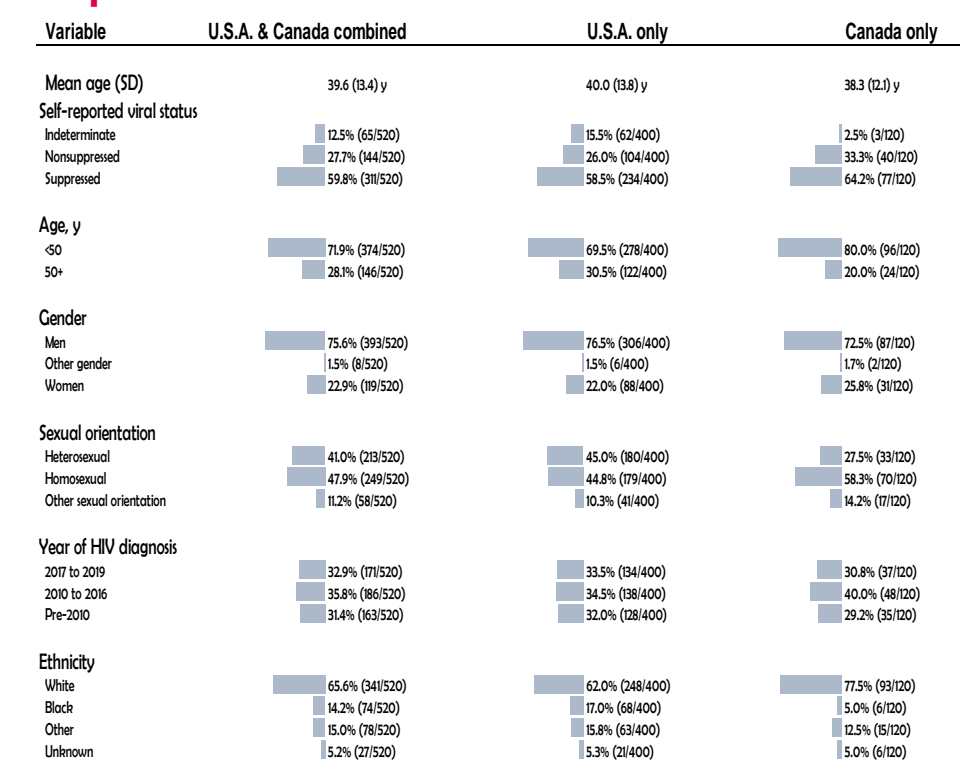 Variable U.S.A. & Canada combined U.S.A. only Canada only
Mean age (SD) 39.6 (13.4) y 40.0 (13.8) y 38.3 (12.1) y
Self-reported viral status
Indeterminate 12.5% (65/520) 15.5% (62/400) 2.5% (3/120)
Nonsuppressed 27.7% (144/520) 26.0% (104/400) 33.3% (40/120)
Suppressed 59.8% (311/520) 58.5% (234/400) 64.2% (77/120)
Age, y
<50 71.9% (374/520) 69.5% (278/400) 80.0% (96/120)
50+ 28.1% (146/520) 30.5% (122/400) 20.0% (24/120)
Gender
Men 75.6% (393/520) 76.5% (306/400) 72.5% (87/120)
Other gender 1.5% (8/520) 1.5% (6/400) 1.7% (2/120)
Women 22.9% (119/520) 22.0% (88/400) 25.8% (31/120)
Sexual orientation
Heterosexual 41.0% (213/520) 45.0% (180/400) 27.5% (33/120)
Homosexual 47.9% (249/520) 44.8% (179/400) 58.3% (70/120)
Other sexual orientation 11.2% (58/520) 10.3% (41/400) 14.2% (17/120)
Year of HIV diagnosis
2017 to 2019 32.9% (171/520) 33.5% (134/400) 30.8% (37/120)
2010 to 2016 35.8% (186/520) 34.5% (138/400) 40.0% (48/120)
Pre-2010 31.4% (163/520) 32.0% (128/400) 29.2% (35/120)
Ethnicity
White 65.6% (341/520) 62.0% (248/400) 77.5% (93/120)
Black 14.2% (74/520) 17.0% (68/400) 5.0% (6/120)
Other 15.0% (78/520) 15.8% (63/400) 12.5% (15/120)
Unknown 5.2% (27/520) 5.3% (21/400) 5.0% (6/120)